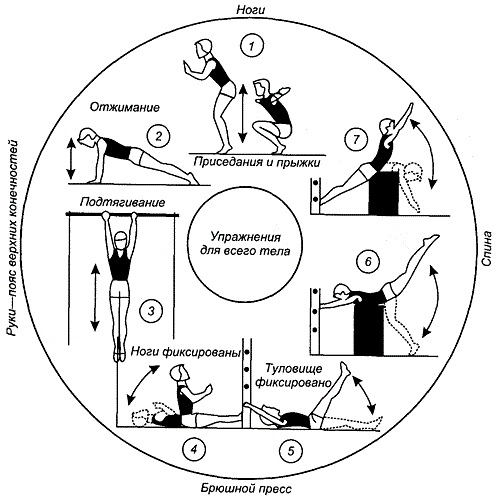 Ноги
1
Отжимание
2
Приседания и прыжки
7
Руки—пояс верхних конечностей
Подтягивание
Упражнения
для всего тела
Спина
6
3
Ноги фиксированы
Туловище
фиксировано
4
5
Брюшной пресс